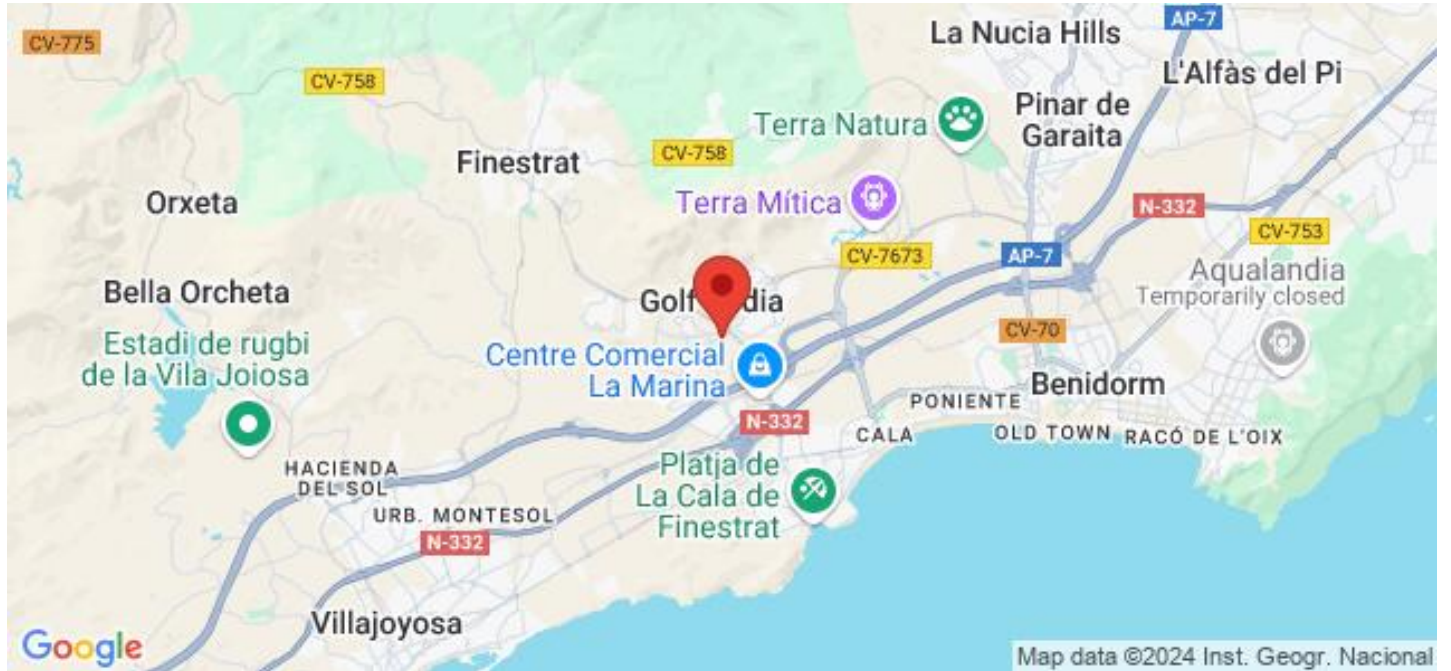 CV-775
CV-758
La Nucia Hills
AP-7
L'Alfàs del Pi
Terra Natura
Pinar de
Garaita
Finestrat
CV-758
Orxeta
Terra Mítica
N-332
CV-753
CV-7673
AP-7
Aqualandia
Temporarily closed
Bella Orcheta
Estadi de rugbi
de la Vila Joiosa
Centre Comercial
La Marina
CV-70
Benidorm
PONIENTE
N-332
CALA
OLD TOWN
RACÓ DE L'OIX
HACIENDA
DEL SOL
Platja de
La Cala de
Finestrat
URB. MONTESOL
N-332
Villajoyosa
Google
Map data ©2024 Inst. Geogr. Nacional